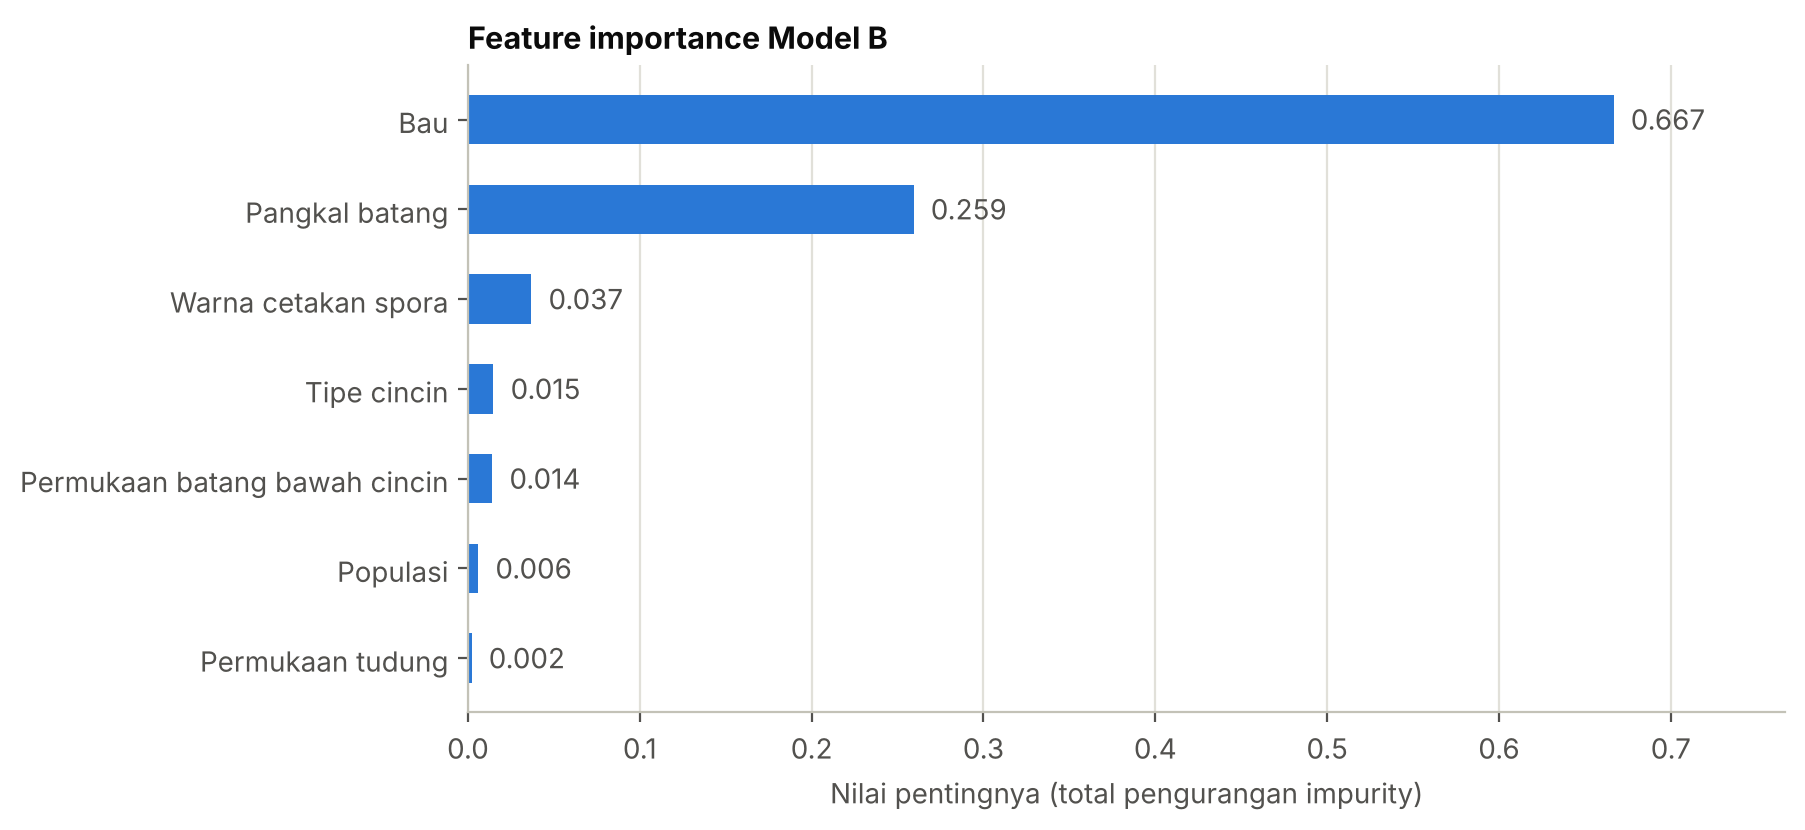 Feature importance Model B
Bau
0.667
Pangkal batang
0.259
Warna cetakan spora
0.037
Tipe cincin
0.015
Permukaan batang bawah cincin
0.014
Populasi
0.006
Permukaan tudung
0.002
0.0 0.1 0.2 0.3 0.4 0.5 0.6 0.7
Nilai pentingnya (total pengurangan impurity)